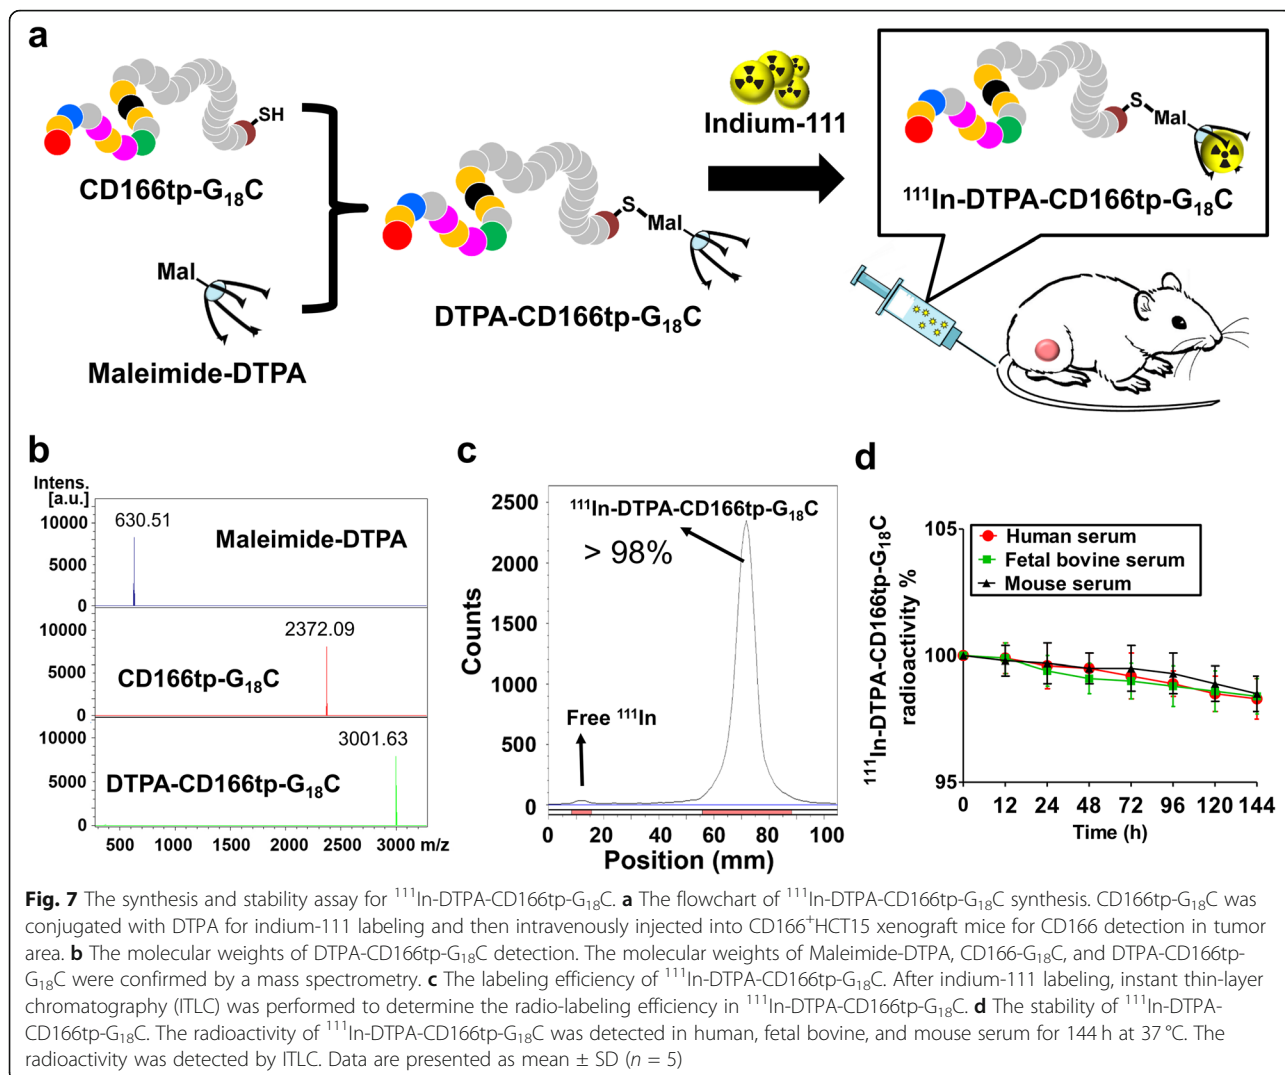 a
SH
CD166tp-G18C
Mal
Maleimide-DTPA
S
Mal
DTPA-CD166tp-G18C
Indium-111
S
Mal
111In-DTPA-CD166tp-G18C
b
Intens.
[a.u.]
10000
5000
0
630.51
Maleimide-DTPA
10000
5000
0
2372.09
CD166tp-G18C
10000
5000
0
3001.63
DTPA-CD166tp-G18C
500 1000 1500 2000 2500 3000 m/z
c
Counts
2500
2000
1500
1000
500
0
111In-DTPA-CD166tp-G18C
> 98%
Free 111In
0 20 40 60 80 100
Position (mm)
d
111In-DTPA-CD166tp-G18C
radioactivity %
105
100
95
Human serum
Fetal bovine serum
Mouse serum
0 12 24 48 72 96 120 144
Time (h)
Fig. 7 The synthesis and stability assay for 111In-DTPA-CD166tp-G18C. a The flowchart of 111In-DTPA-CD166tp-G18C synthesis. CD166tp-G18C was
conjugated with DTPA for indium-111 labeling and then intravenously injected into CD166+HCT15 xenograft mice for CD166 detection in tumor
area. b The molecular weights of DTPA-CD166tp-G18C detection. The molecular weights of Maleimide-DTPA, CD166-G18C, and DTPA-CD166tp-
G18C were confirmed by a mass spectrometry. c The labeling efficiency of 111In-DTPA-CD166tp-G18C. After indium-111 labeling, instant thin-layer
chromatography (ITLC) was performed to determine the radio-labeling efficiency in 111In-DTPA-CD166tp-G18C. d The stability of 111In-DTPA-
CD166tp-G18C. The radioactivity of 111In-DTPA-CD166tp-G18C was detected in human, fetal bovine, and mouse serum for 144 h at 37 °C. The
radioactivity was detected by ITLC. Data are presented as mean ± SD (n = 5)